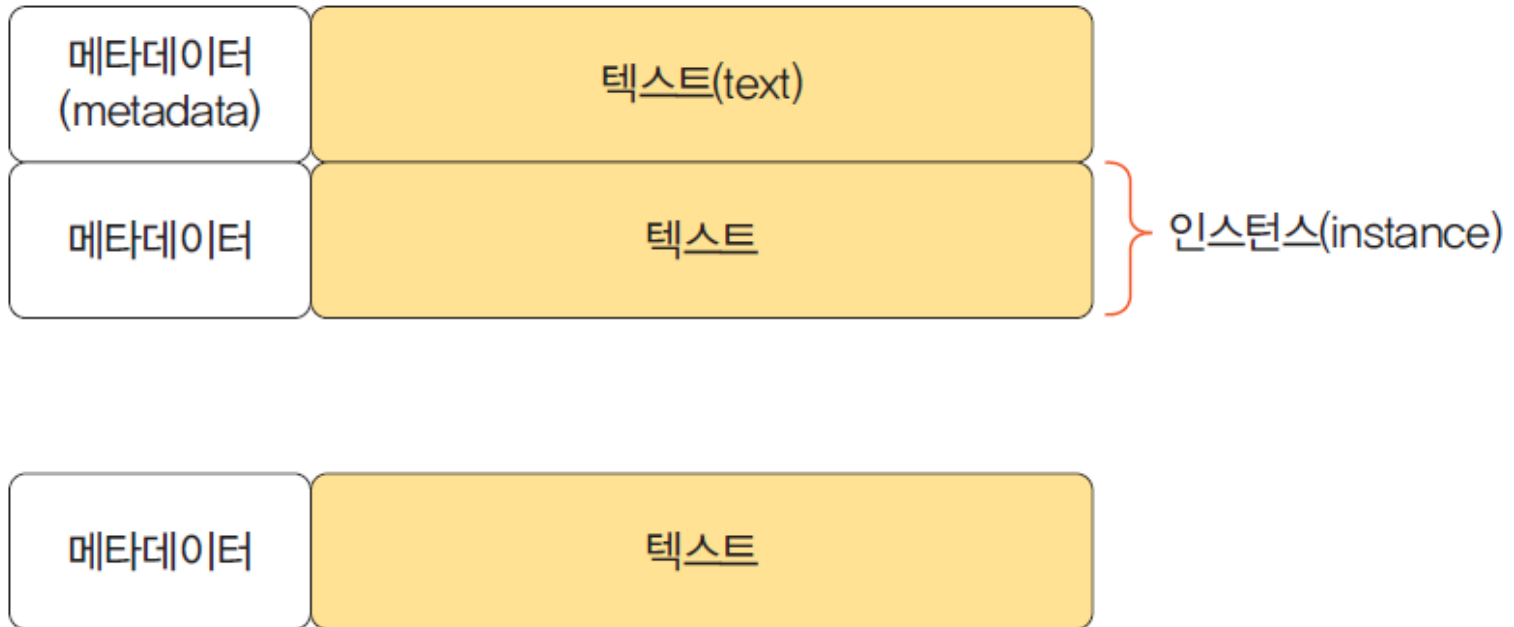 메타데이터
(metadata)
텍스트(text)
메타데이터
텍스트
인스턴스(instance)
메타데이터
텍스트